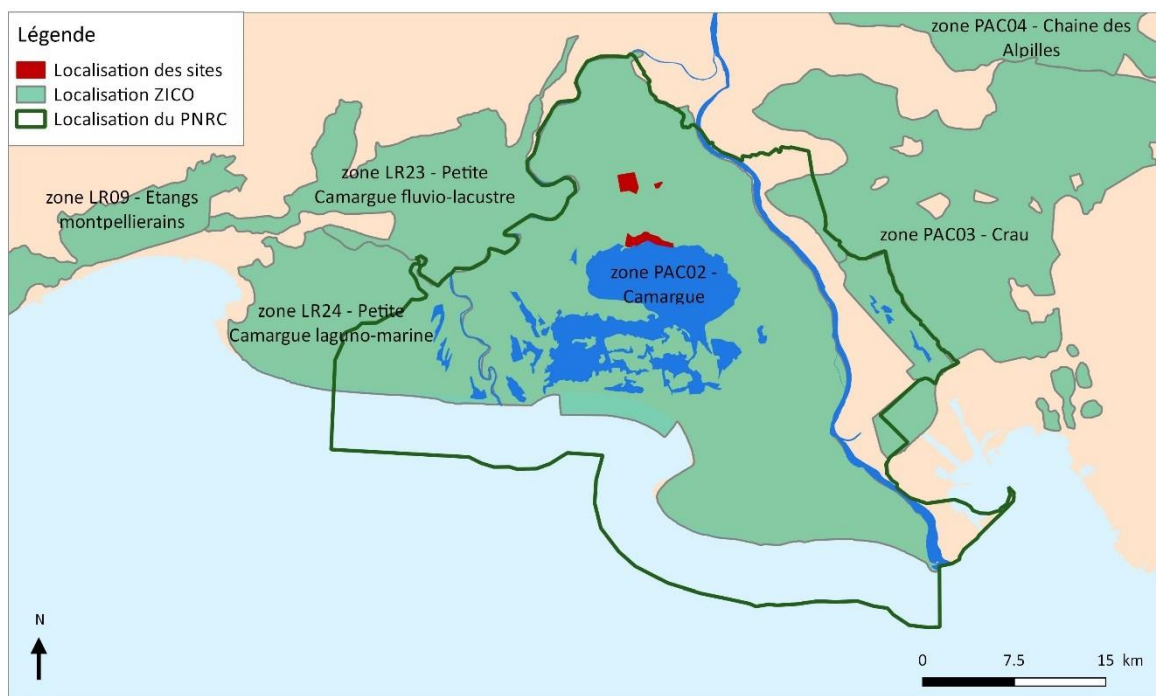 Légende
Localisation des sites
Localisation ZICO
Localisation du PNRC
zone PAC04 - Chaine des
Alpilles
zone LR23 - Petite
Camargue fluvio-lacustre
zone LR09 - Etangs
montpellierains
zone PAC03 - Crau
zone PAC02 -
Camargue
zone LR24 - Petite
Camargue laguno-marine
N
0 7.5 15 km